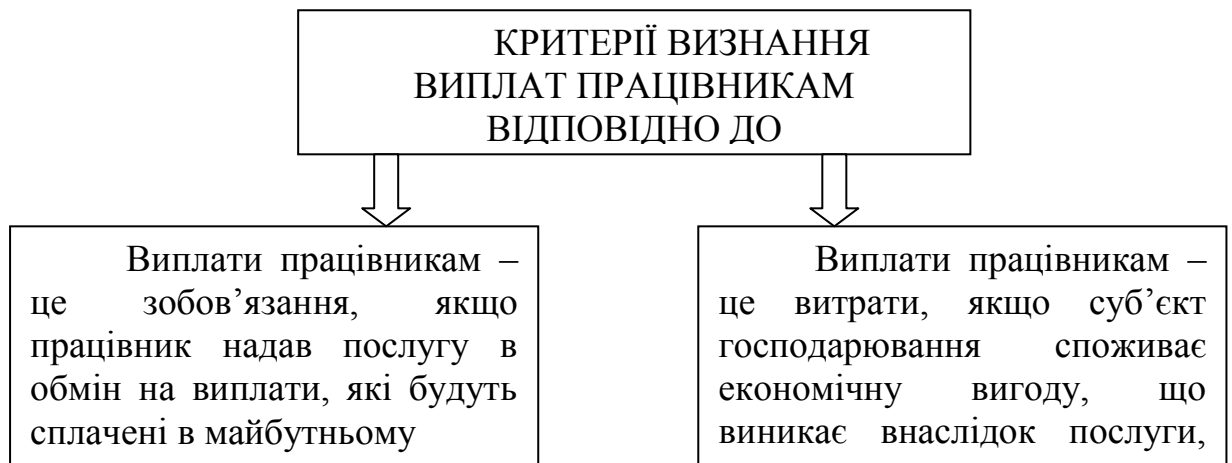 КРИТЕРІЇ ВИЗНАННЯ
ВИПЛАТ ПРАЦІВНИКАМ
ВІДПОВІДНО ДО
Виплати працівникам –
це зобов’язання, якщо
працівник надав послугу в
обмін на виплати, які будуть
сплачені в майбутньому
Виплати працівникам –
це витрати, якщо суб’єкт
господарювання споживає
економічну вигоду, що
виникає внаслідок послуги,